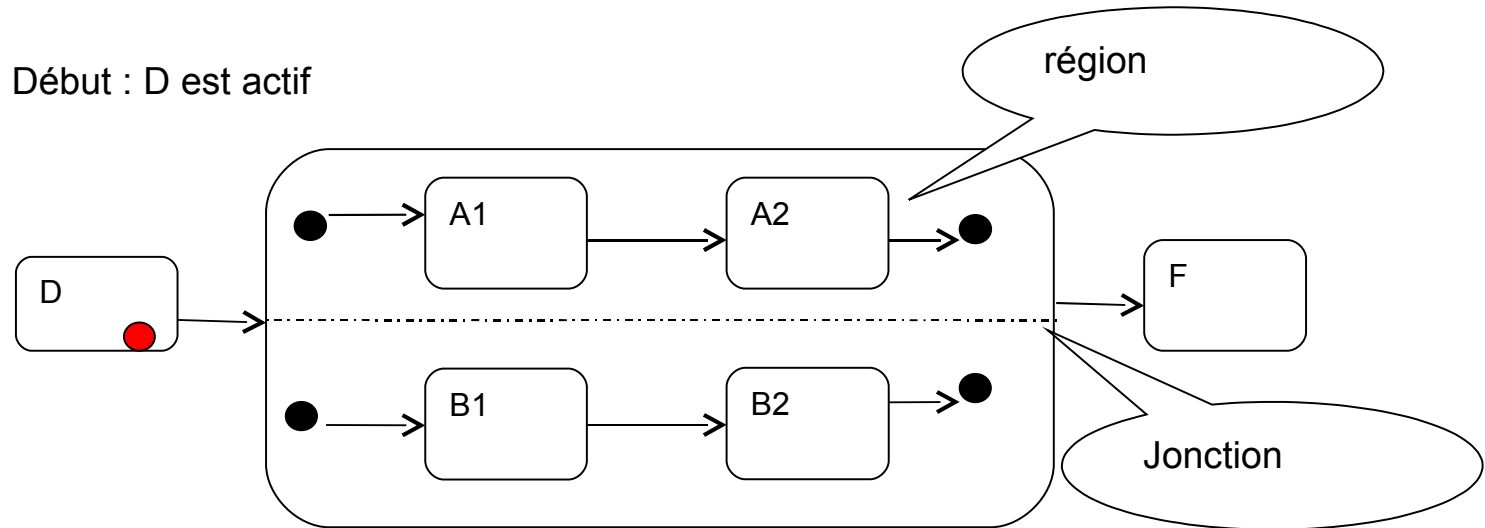 région
Début : D est actif
A1
A2
D
F
B1
B2
Jonction